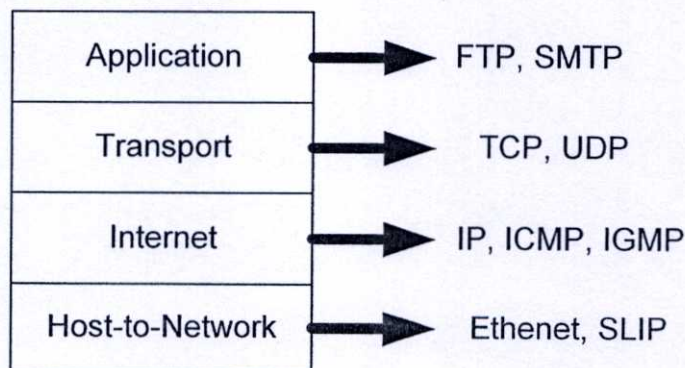 Application FTP, SMTP
Transport TCP, UDP
Internet IP, ICMP, IGMP
Host-to-Network Ethenet, SLIP